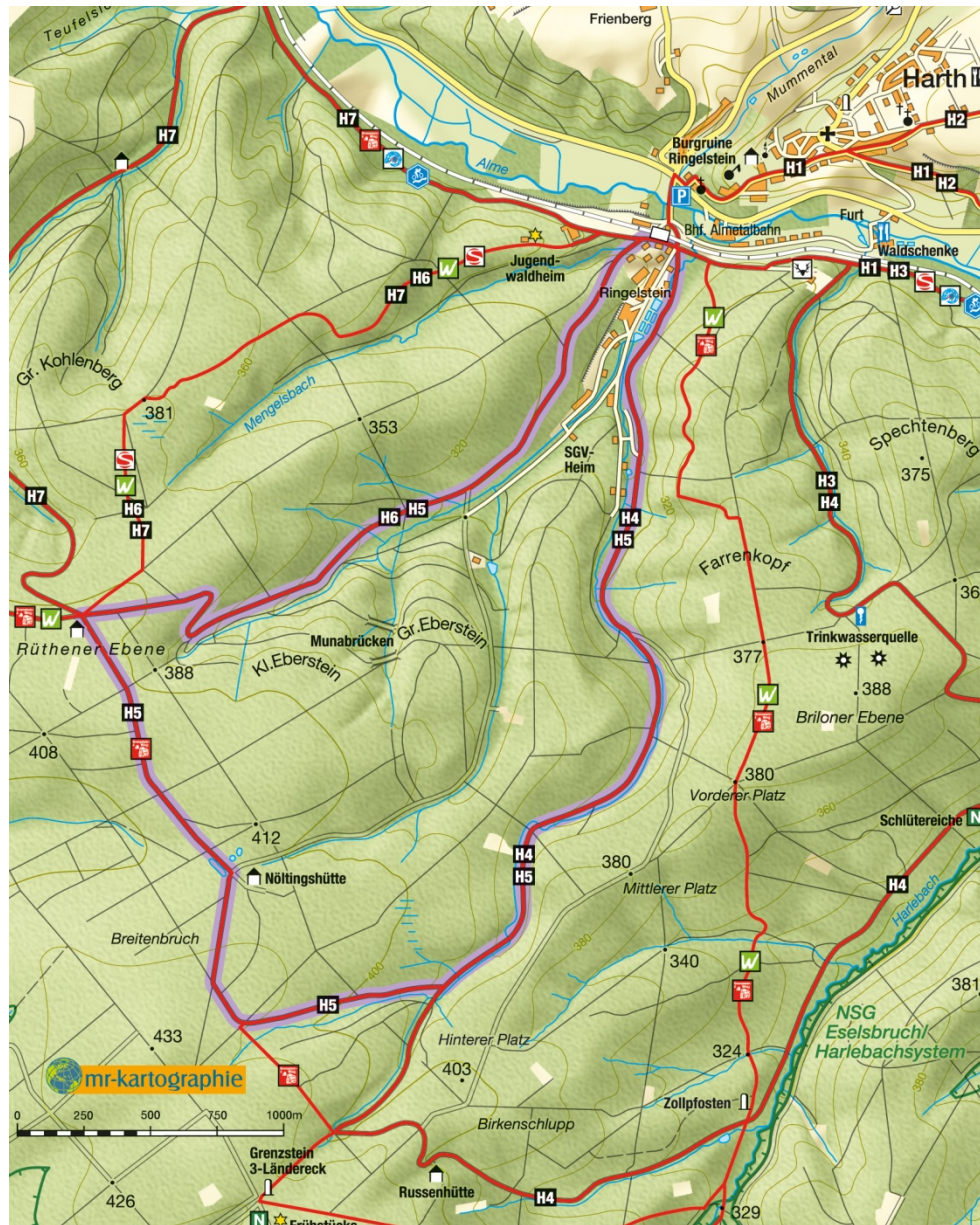 Teufelsi
Frienberg
Mummental
Harth
H7
H7
H2
Burgruine
Ringelstein
H1
H1
H2
Alme
P
Furt
Bhf. Almetalbahn
Waldschenke
Jugend-
waldheim
H1
H3
S
H6
W
S
H7
Ringelstein
W
360
Gr. Kohlenberg
381
Mengelsbach
353
320
SGV-
Heim
340
Spechtenberg
375
360
S
W
H7
H6
H7
H6
H5
H4
H5
320
H3
H4
Farrenkopf
36
W
Rüthener Ebene
Munabrücken
Gr.Eberstein
Kl.Eberstein
Trinkwasserquelle
377
388
388
W
Briloner Ebene
H5
408
380
Vorderer Platz
360
412
Schlütereiche
N
Nöltingshütte
H4
H5
380
Mittlerer Platz
H4
Harlebach
Breitenbruch
380
400
340
W
381
H5
NSG
Eselsbruch/
Harlebachsystem
433
Hinterer Platz
324
mr-kartographie
403
380
0
250
500
750
1000m
Zollpfosten
Birkenschlupp
Grenzstein
3-Ländereck
426
Russenhütte
H4
329
N
Frühstücks